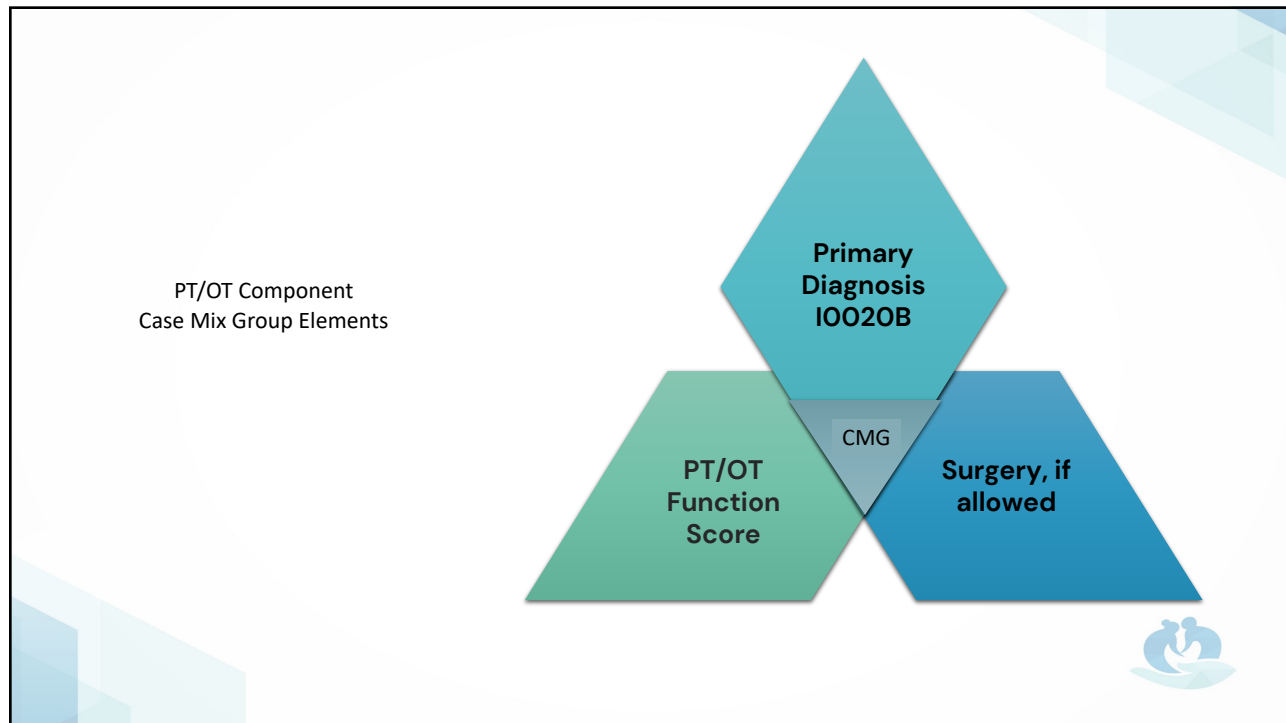 PT/OT Component
Case Mix Group Elements
Primary
Diagnosis
I0020B
CMG
PT/OT
Function
Score
Surgery, if
allowed